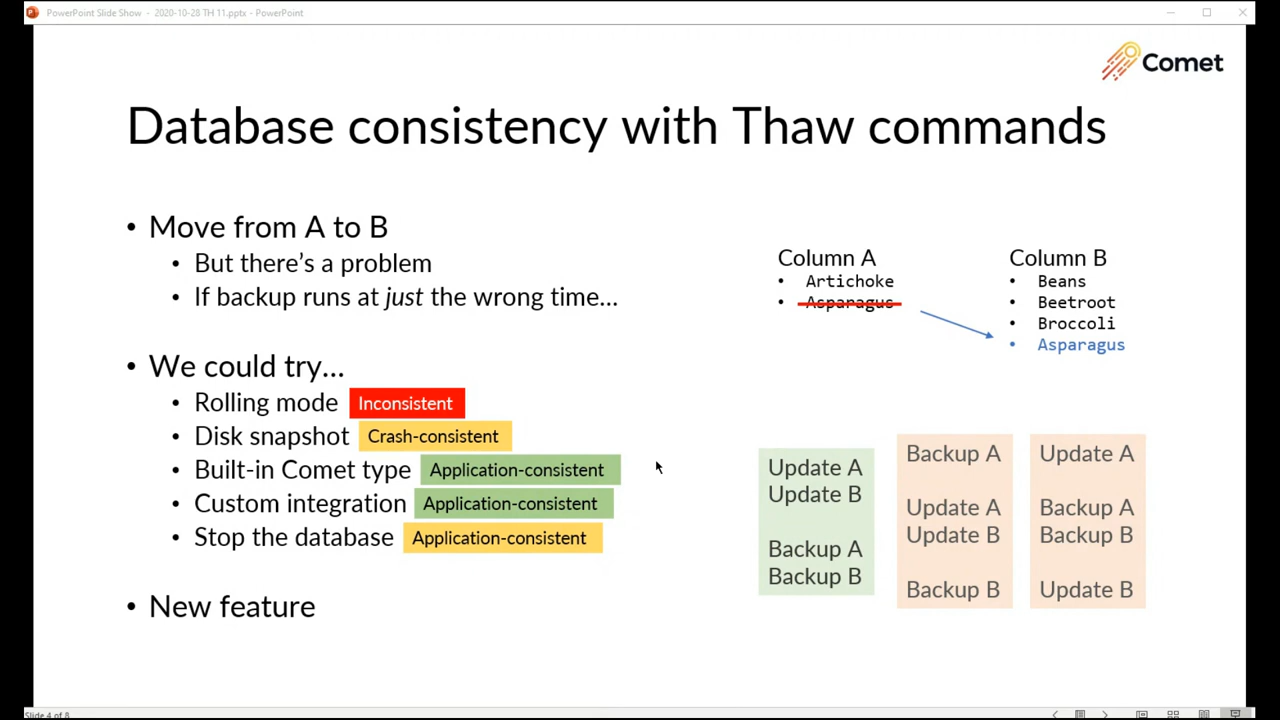 PowerPoint Slide Show - 2020-10-28 TH 11.pptx - PowerPoint
Comet
Database consistency with Thaw commands
• Move from A to B
• But there's a problem
• If backup runs at just the wrong time...
• We could try...
• Rolling mode Inconsistent
• Disk snapshot Crash-consistent
• Built-in Comet type Application-consistent
• Custom integration Application-consistent
• Stop the database Application-consistent
• New feature
Column A
• Artichoke
• Asparagus
Column B
• Beans
• Beetroot
• Broccoli
• Asparagus
Update A
Update B
Backup A
Backup B
Backup A
Update A
Update B
Backup B
Update A
Backup A
Backup B
Update B
Slide 4 of 8